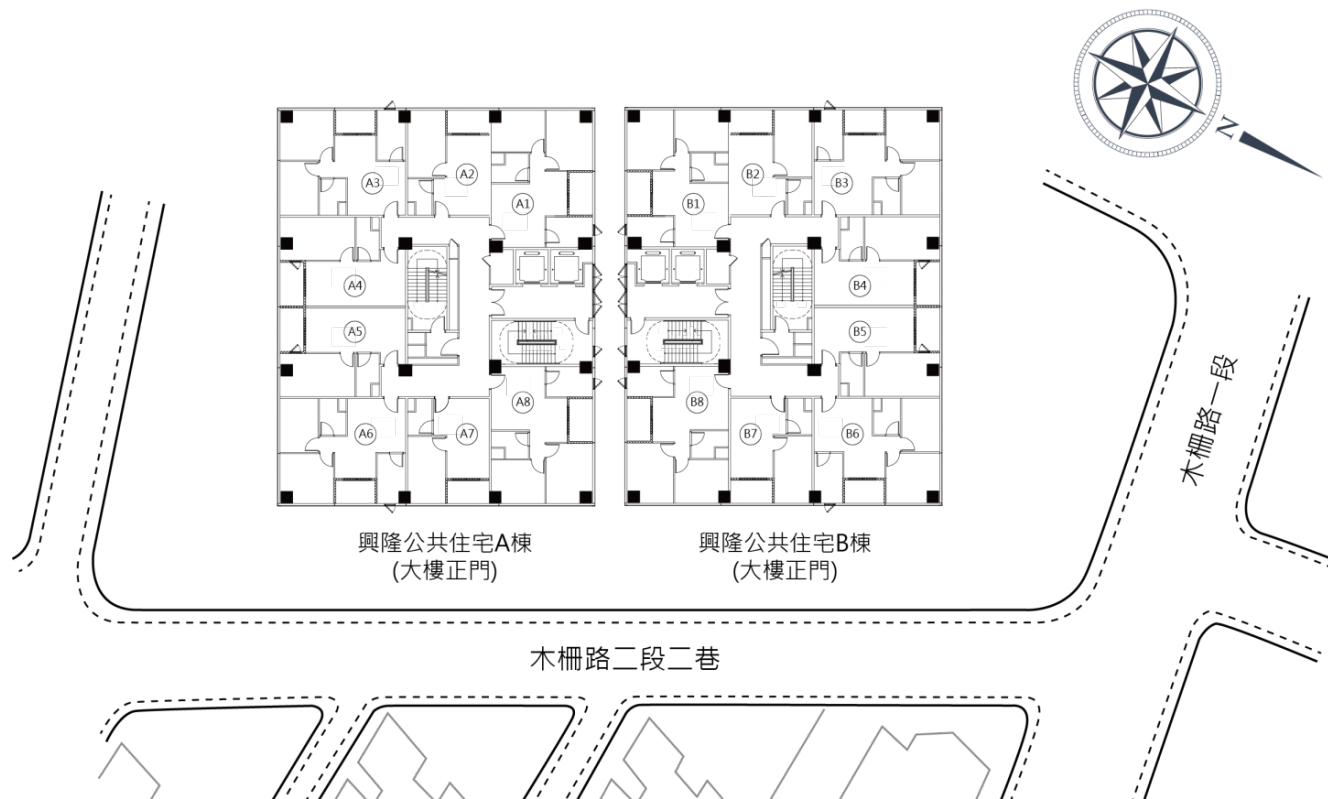 N
A3
A2
A1
B1
B2
B3
A4
B4
A5
B5
A6
A7
A8
B8
B7
B6
興隆公共住宅A棟
(大樓正門)
興隆公共住宅B棟
(大樓正門)
木柵路一段
木柵路二段二巷